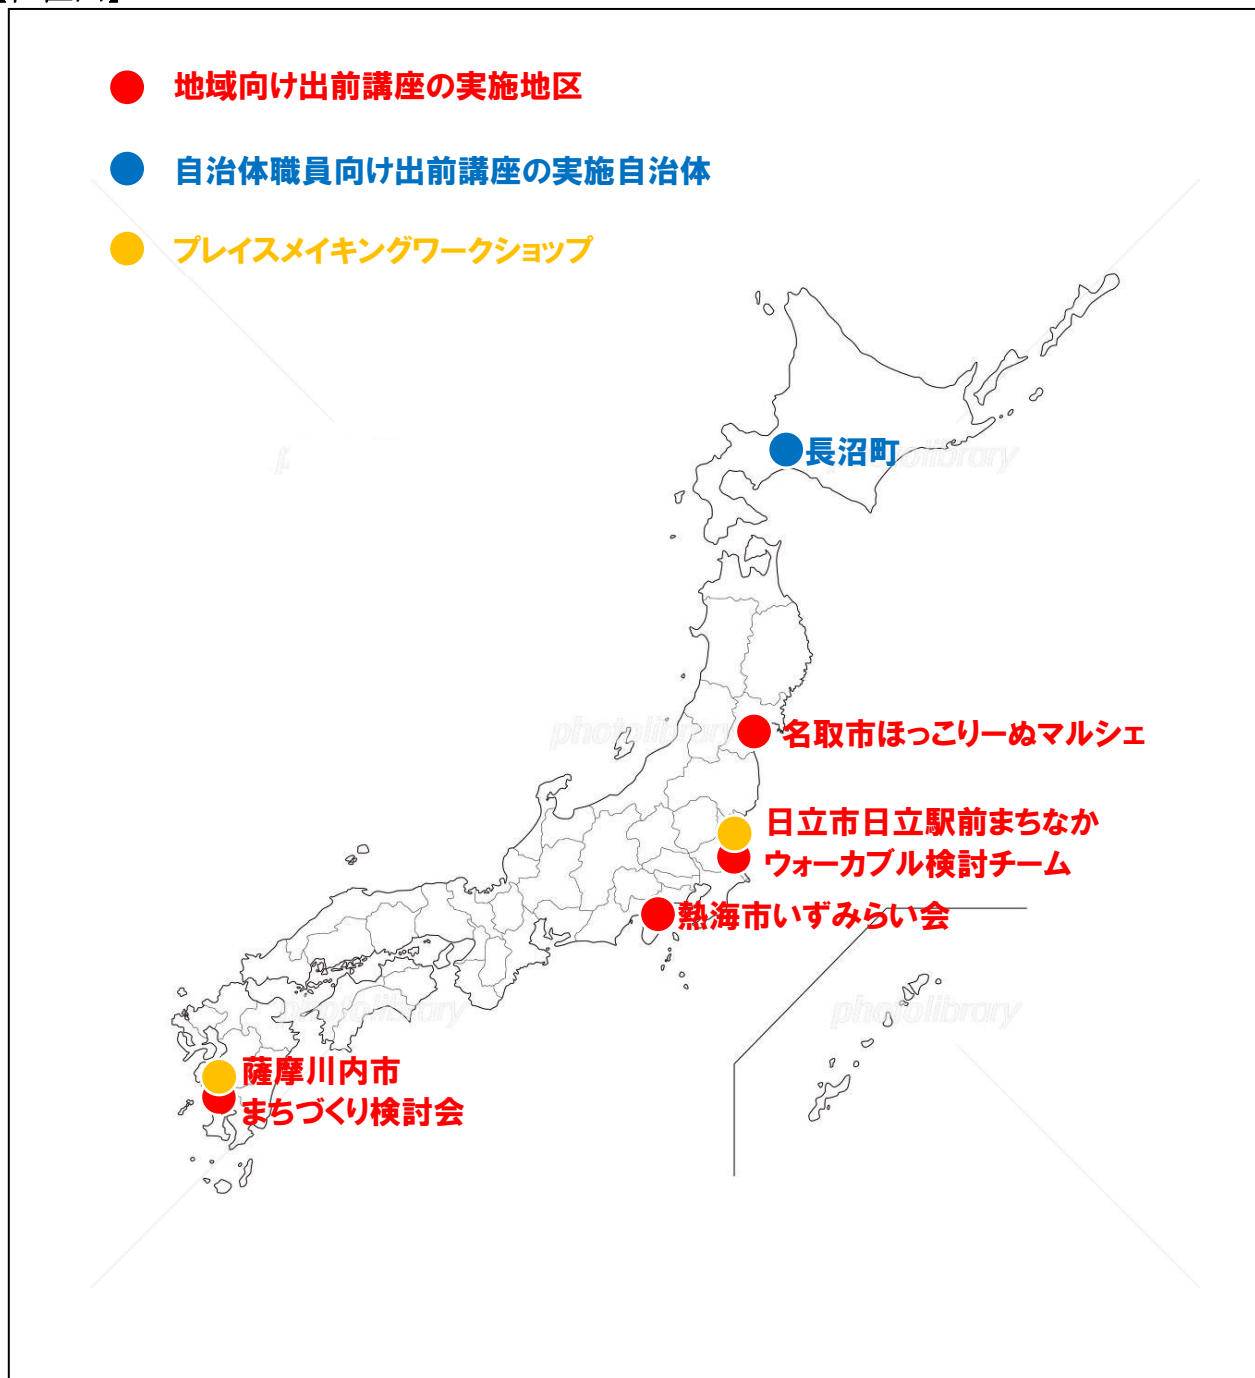 地域向け出前講座の実施地区
自治体職員向け出前講座の実施自治体
プレイスメイキングワークショップ
長沼町
photolibrary
名取市ほっこりーぬマルシェ
photolibrary
日立市日立駅前まちなか
ウォーカブル検討チーム
熱海市いずみらい会
photolibrary
photolibrary
薩摩川内市
まちづくり検討会